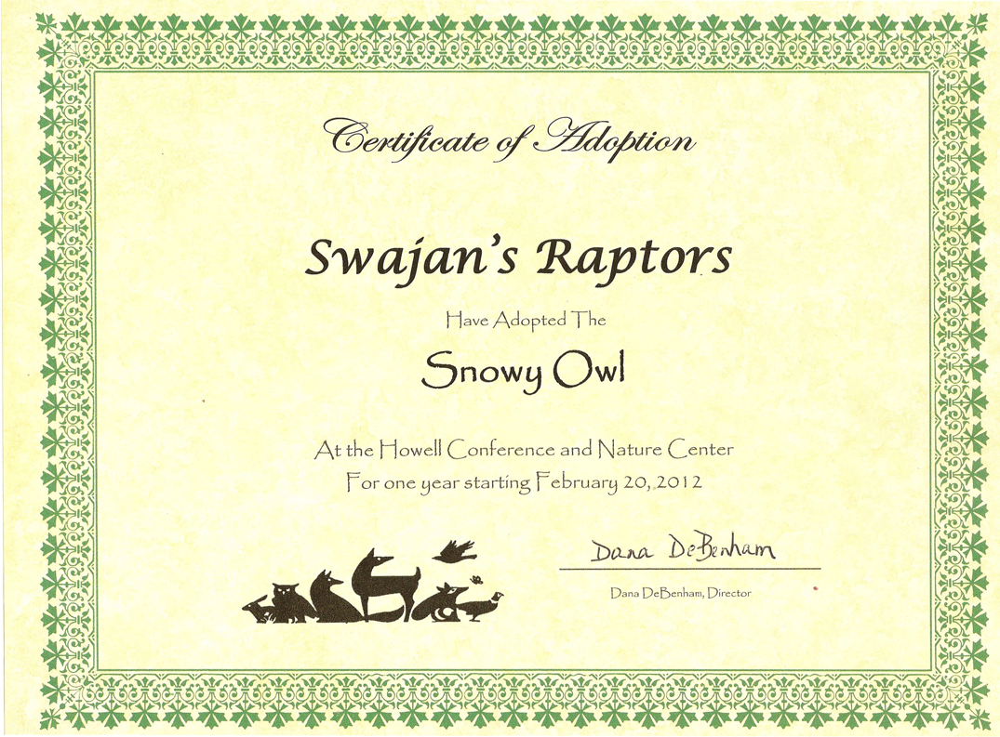 Certificate of Adoption
Swajan's Raptors
Have Adopted The
Snowy Owl
At the Howell Conference and Nature Center
For one year starting February 20, 2012
Dana DeBenham
Dana DeBenham, Director